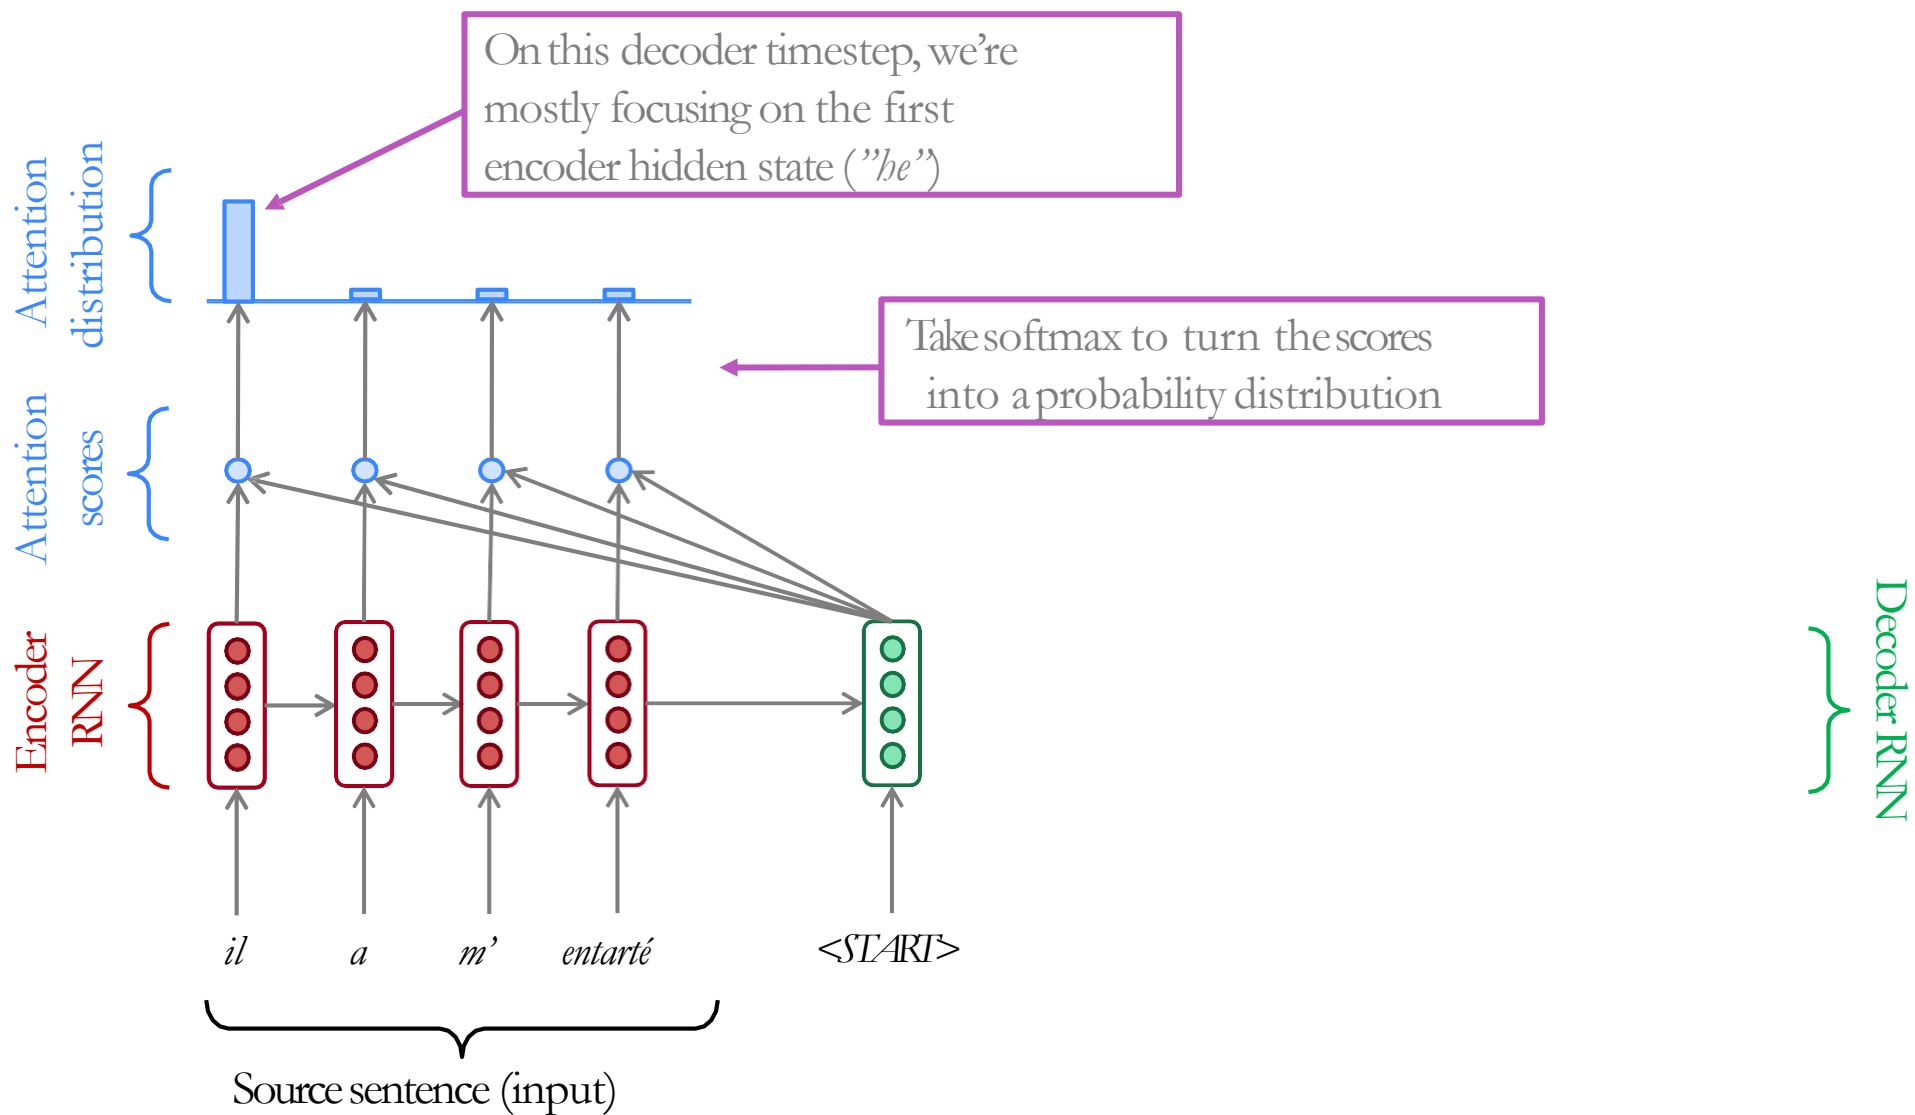 On this decoder timestep, we’re
mostly focusing on the first
encoder hidden state (”he”)
Attention
distribution
Take softmax to turn the scores
into a probability distribution
Attention
scores
Encoder
RNN
Decoder RNN
il a m’ entarté <START>
Source sentence (input)